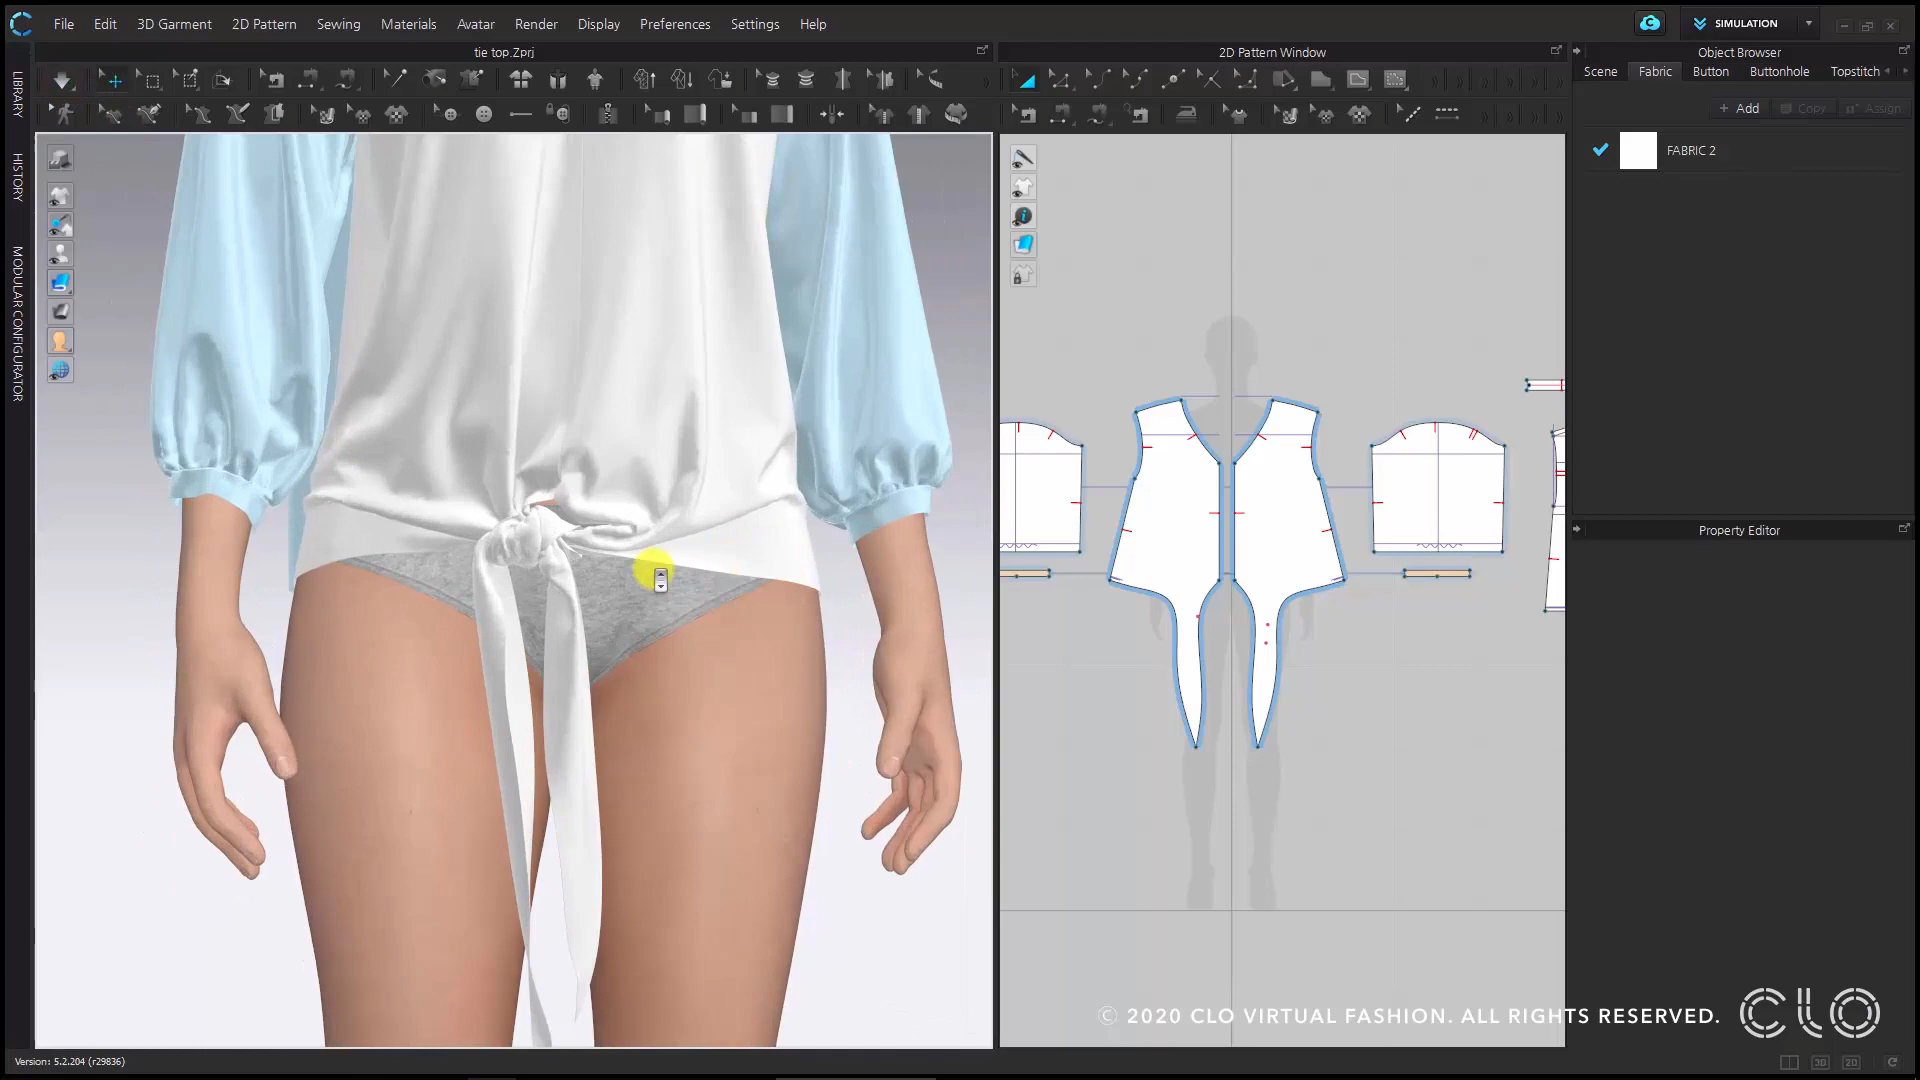 File Edit 3D Garment 2D Pattern Sewing Materials Avatar Render Display Preferences Settings Help
SIMULATION
tie top.Zprj
2D Pattern Window
Object Browser
Scene Fabric Button Buttonhole Topstitch
+ Add Copy Assign
FABRIC 2
Property Editor
LIBRARY
HISTORY
MODULAR CONFIGURATOR
© 2020 CLO VIRTUAL FASHION. ALL RIGHTS RESERVED.
CLO
Version: 5.2.204 (r29836)
3D 2D